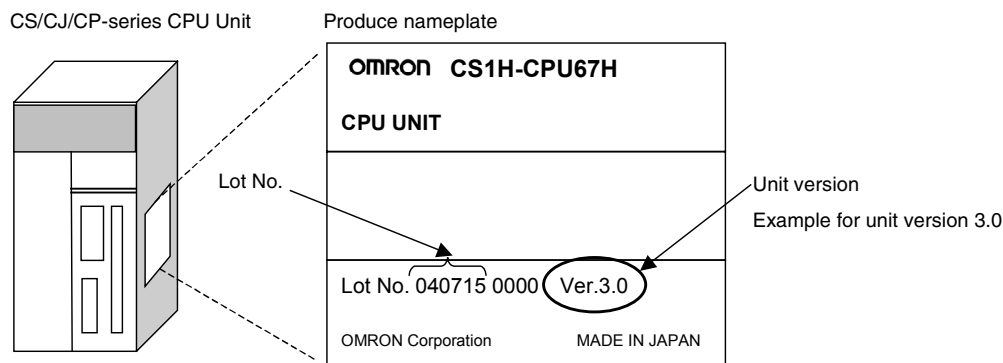 CS/CJ/CP-series CPU Unit
Produce nameplate
OMRON CS1H-CPU67H
CPU UNIT
Lot No.
Unit version
Example for unit version 3.0
Lot No. 040715 0000 Ver.3.0
OMRON Corporation MADE IN JAPAN